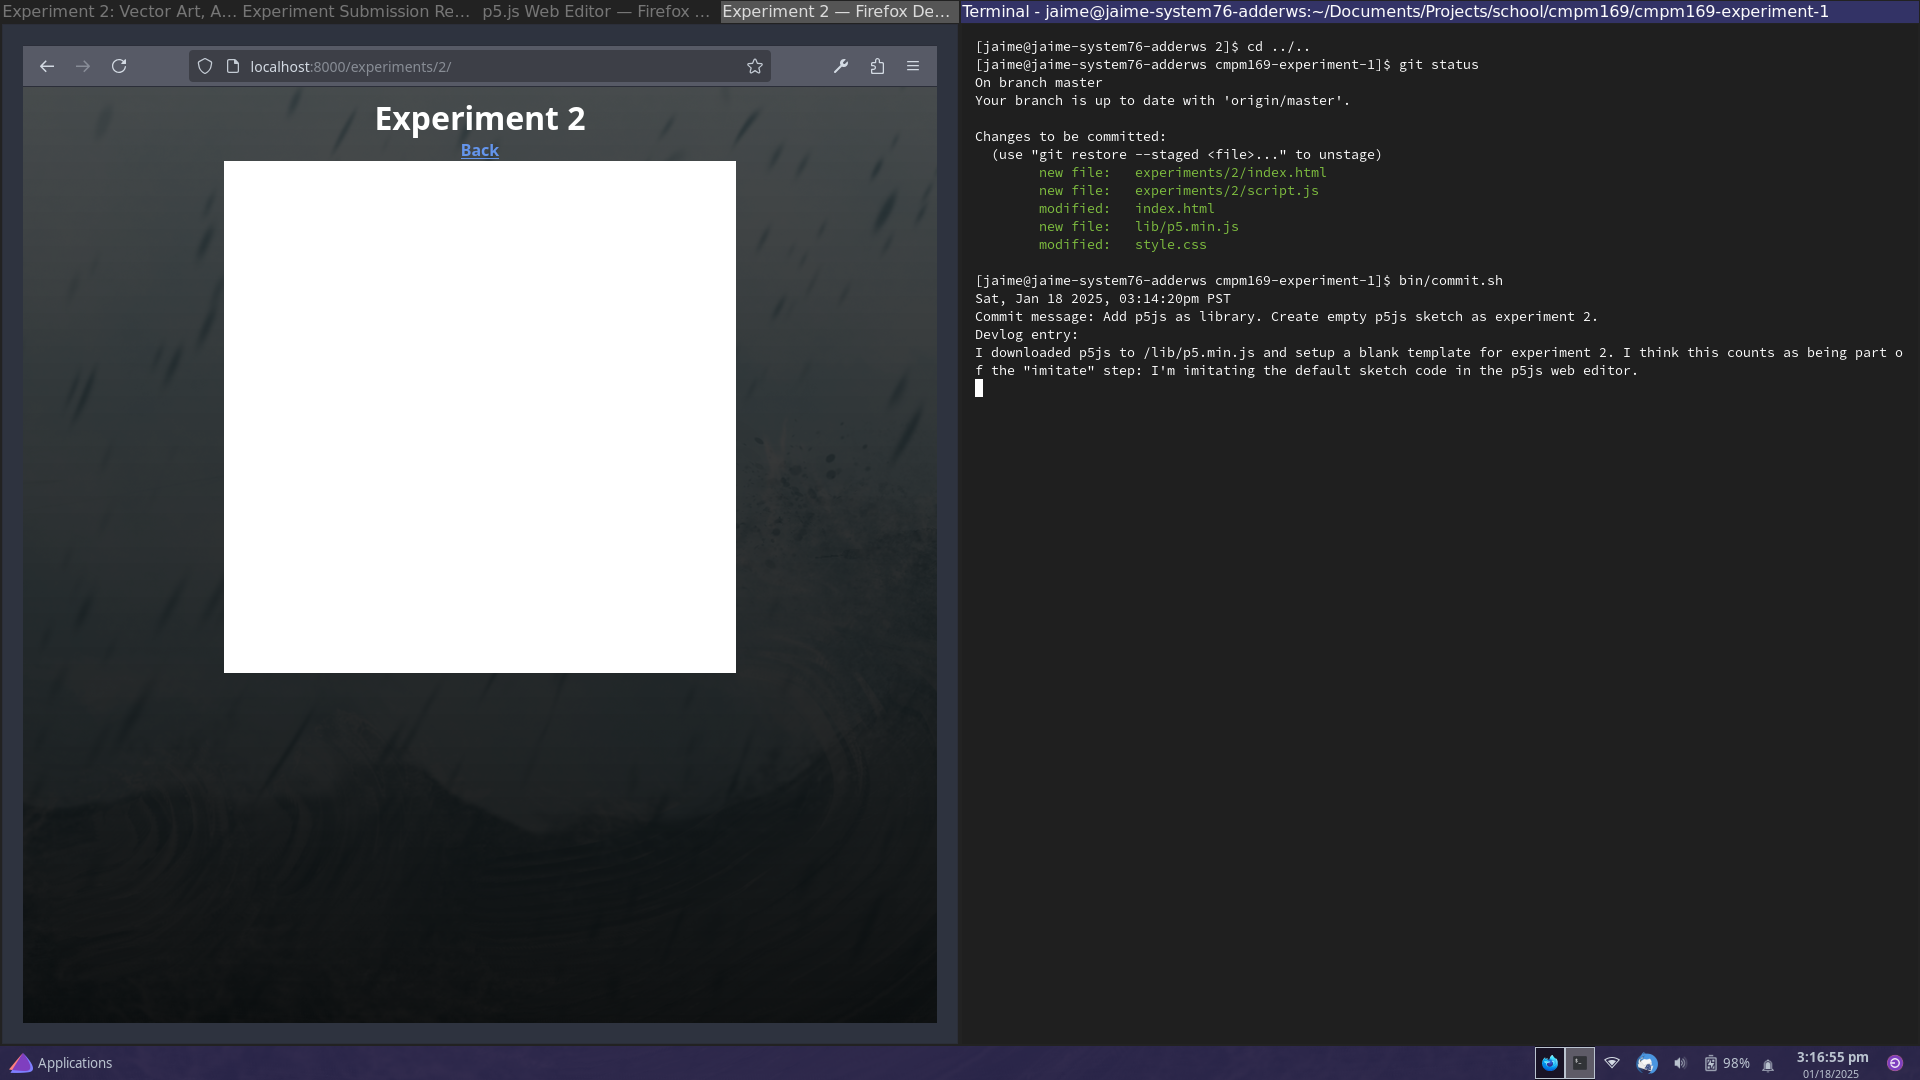 Experiment 2: Vector Art, A...
Experiment Submission Re...
p5.js Web Editor — Firefox ...
Experiment 2 — Firefox De...
Terminal - jaime@jaime-system76-adderws:~/Documents/Projects/school/cmpm169/cmpm169-experiment-1
localhost:8000/experiments/2/
Experiment 2
Back
[jaime@jaime-system76-adderws 2]$ cd ../..
[jaime@jaime-system76-adderws cmpm169-experiment-1]$ git status
On branch master
Your branch is up to date with 'origin/master'.
Changes to be committed:
(use "git restore --staged <file>..." to unstage)
new file:   experiments/2/index.html
new file:   experiments/2/script.js
modified:   index.html
new file:   lib/p5.min.js
modified:   style.css
[jaime@jaime-system76-adderws cmpm169-experiment-1]$ bin/commit.sh
Sat, Jan 18 2025, 03:14:20pm PST
Commit message: Add p5js as library. Create empty p5js sketch as experiment 2.
Devlog entry:
I downloaded p5js to /lib/p5.min.js and setup a blank template for experiment 2. I think this counts as being part o
f the "imitate" step: I'm imitating the default sketch code in the p5js web editor.
Applications
98%
3:16:55 pm
01/18/2025